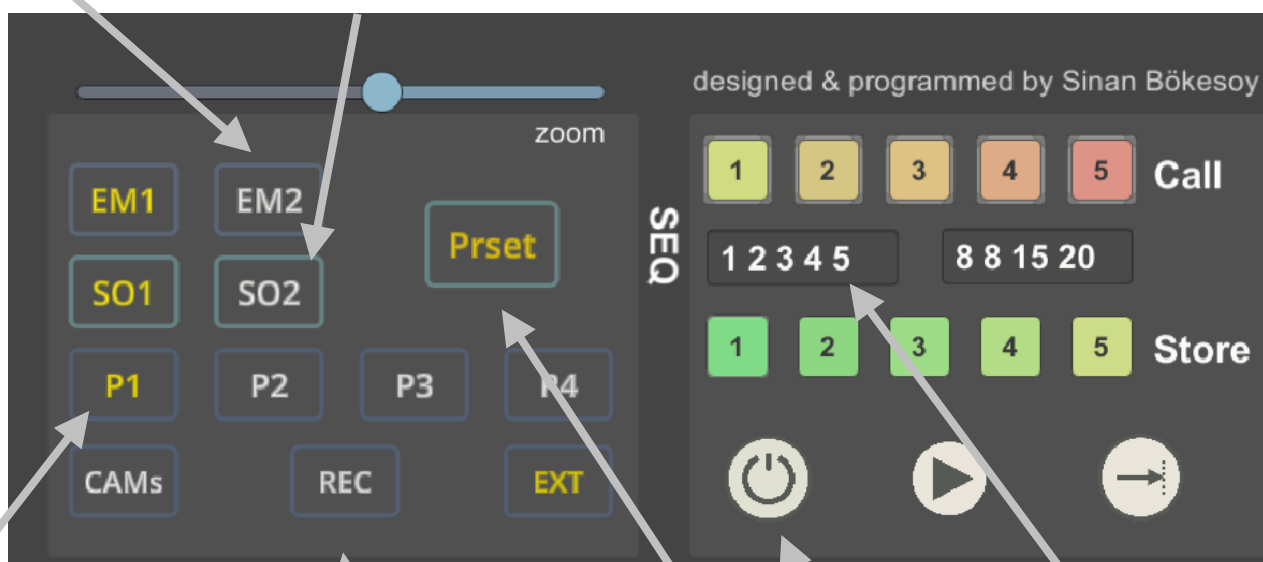 designed & programmed by Sinan Bökesoy
zoom
EM1 EM2
Prset
SO1 SO2
P1 P2 P3 P4
CAMs REC EXT
SEQ
1 2 3 4 5 Call
1 2 3 4 5 8 8 15 20
1 2 3 4 5 Store